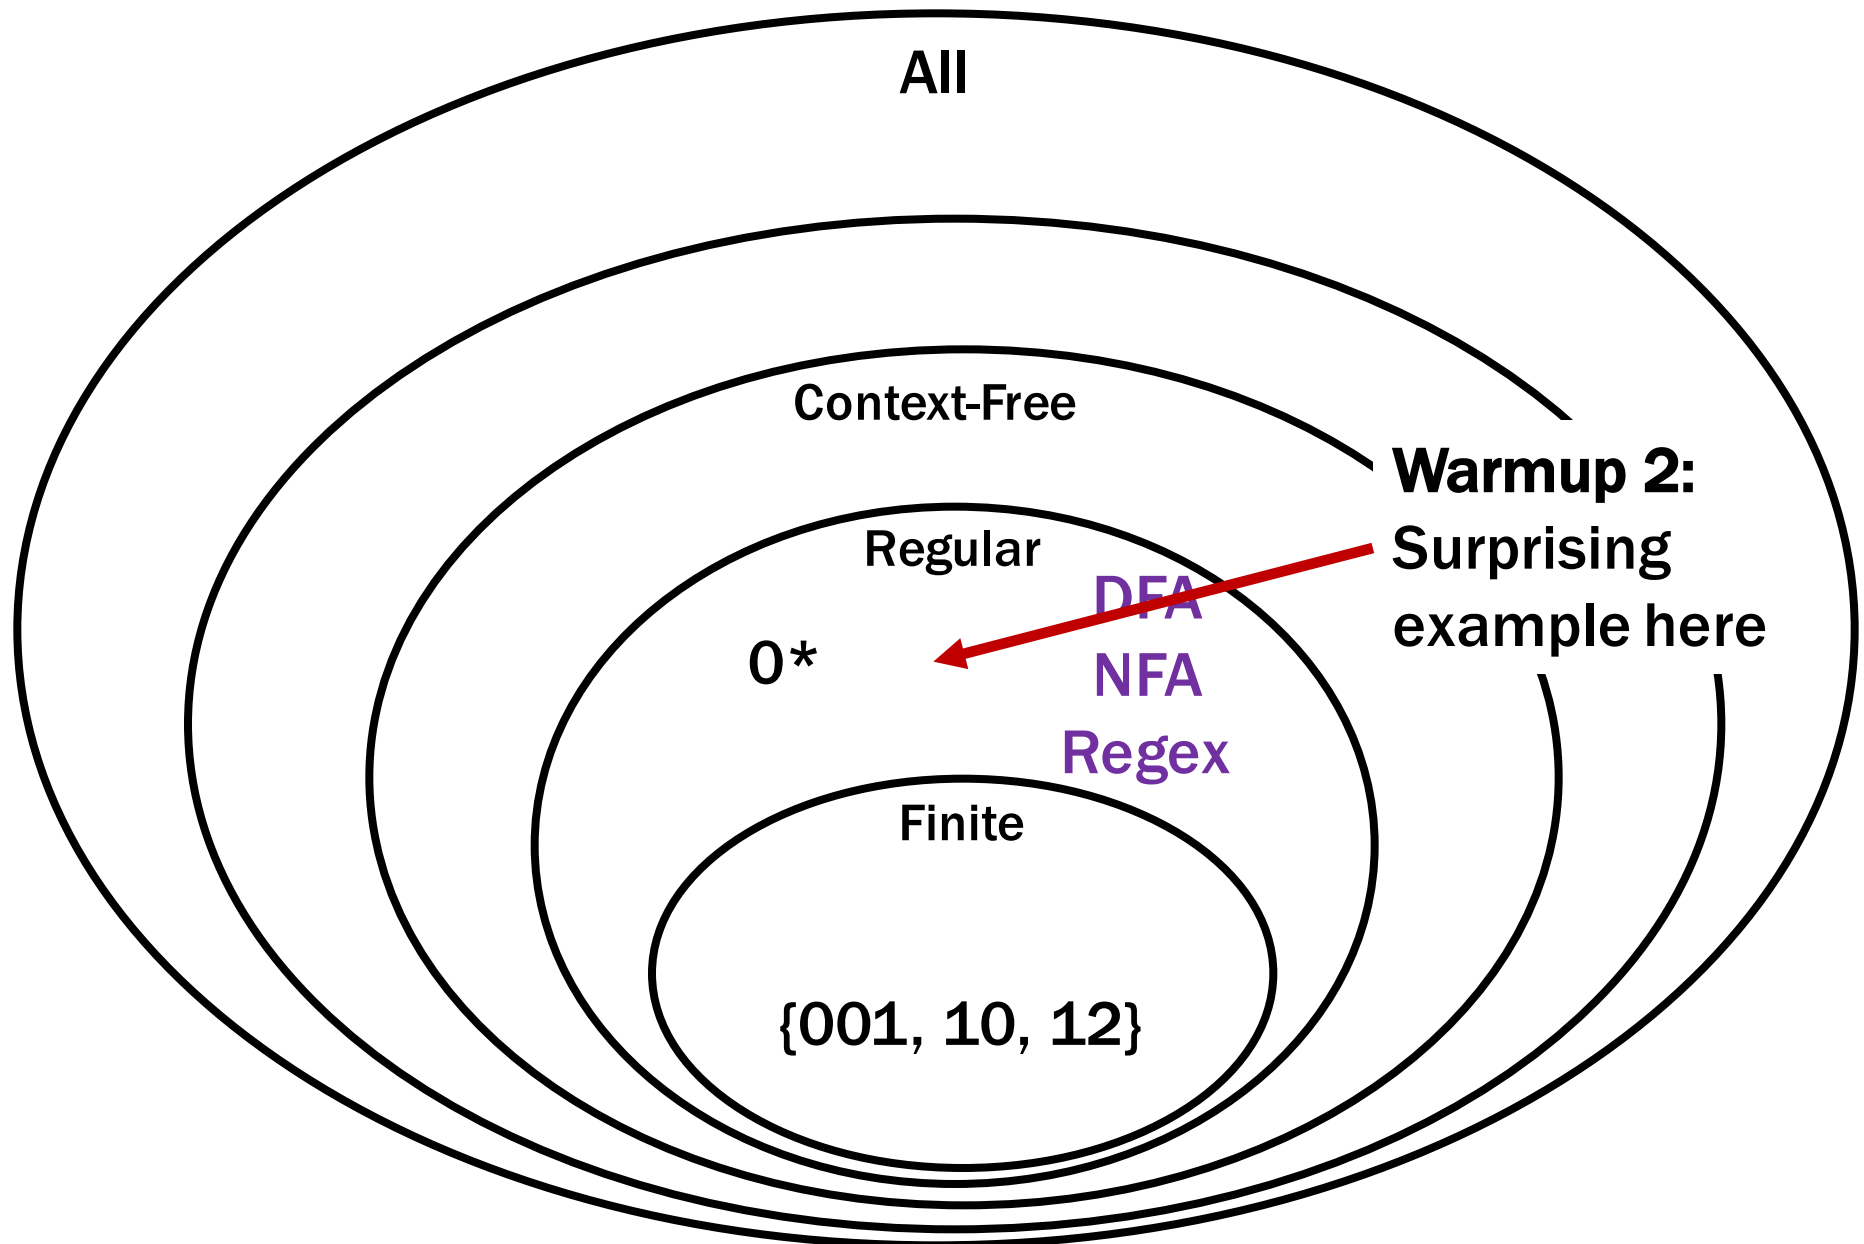 All
Context-Free
Warmup 2:
Surprising
example here
Regular
DFA
NFA
Regex
0*
Finite
{001, 10, 12}